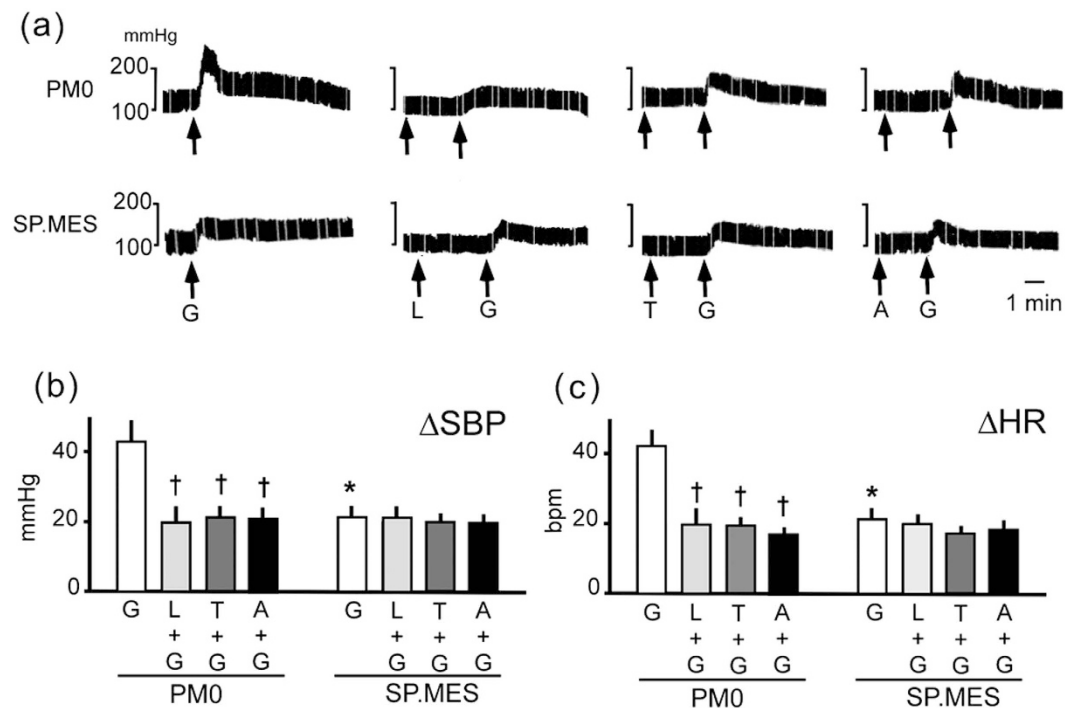 (a)
mmHg
PM0
200
100
SP.MES
200
100
G
L G
T G
A G
1 min
(b)
ΔSBP
mmHg
40
20
0
G L T A G L T A
+ + + + + +
G G G G G G
† † † *
PM0 SP.MES
(c)
ΔHR
bpm
40
20
0
† † † *
G L T A G L T A
+ + + + + +
G G G G G G
PM0 SP.MES